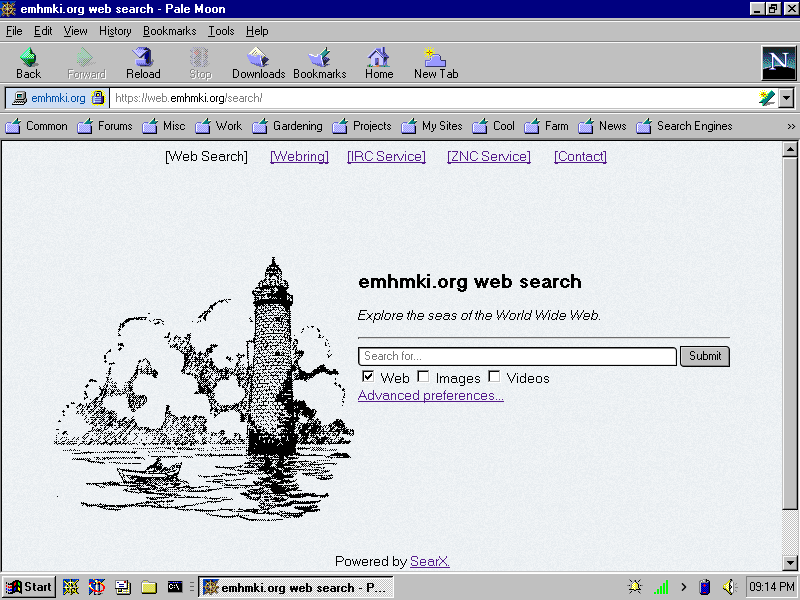 emhmki.org web search - Pale Moon
File Edit View History Bookmarks Tools Help
N
Back Forward Reload Stop Downloads Bookmarks Home New Tab
emhmki.org https://web.emhmki.org/search/
Common Forums Misc Work Gardening Projects My Sites Cool Farm News Search Engines »
[Web Search] [Webring] [IRC Service] [ZNC Service] [Contact]
emhmki.org web search
Explore the seas of the World Wide Web.
Search for... Submit
Web Images Videos
Advanced preferences...
Powered by SearX.
Start C:\ emhmki.org web search - P... 09:14 PM